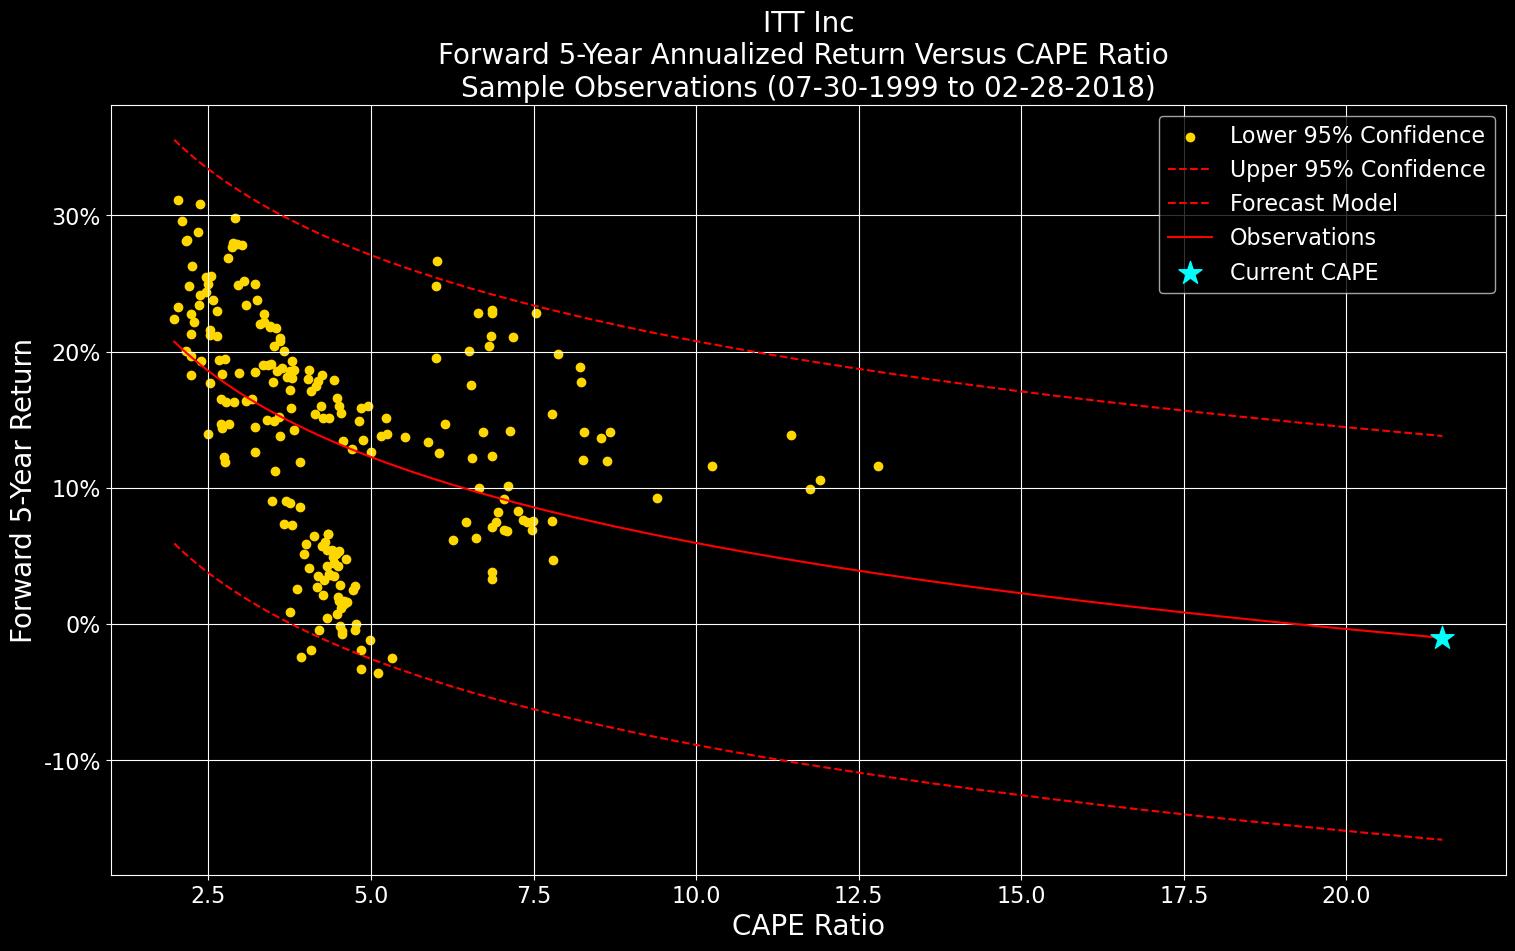 ITT Inc
Forward 5-Year Annualized Return Versus CAPE Ratio
Sample Observations (07-30-1999 to 02-28-2018)
Lower 95% Confidence
Upper 95% Confidence
Forecast Model
Observations
Current CAPE
Forward 5-Year Return
30%
20%
10%
0%
-10%
2.5 5.0 7.5 10.0 12.5 15.0 17.5 20.0
CAPE Ratio